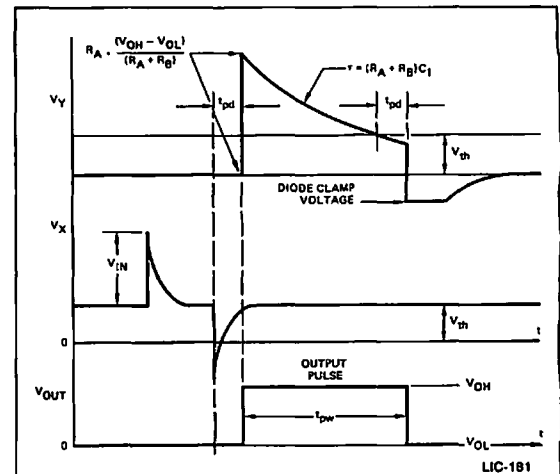 R_A · (V_OH − V_OL)
(R_A + R_B)
τ = (R_A + R_B)C_1
V_Y
t_pd
t_pd
V_th
DIODE CLAMP
VOLTAGE
V_X
V_IN
V_th
0
t
OUTPUT
PULSE
V_OH
V_OUT
t_pw
0
V_OL
t
LIC-181